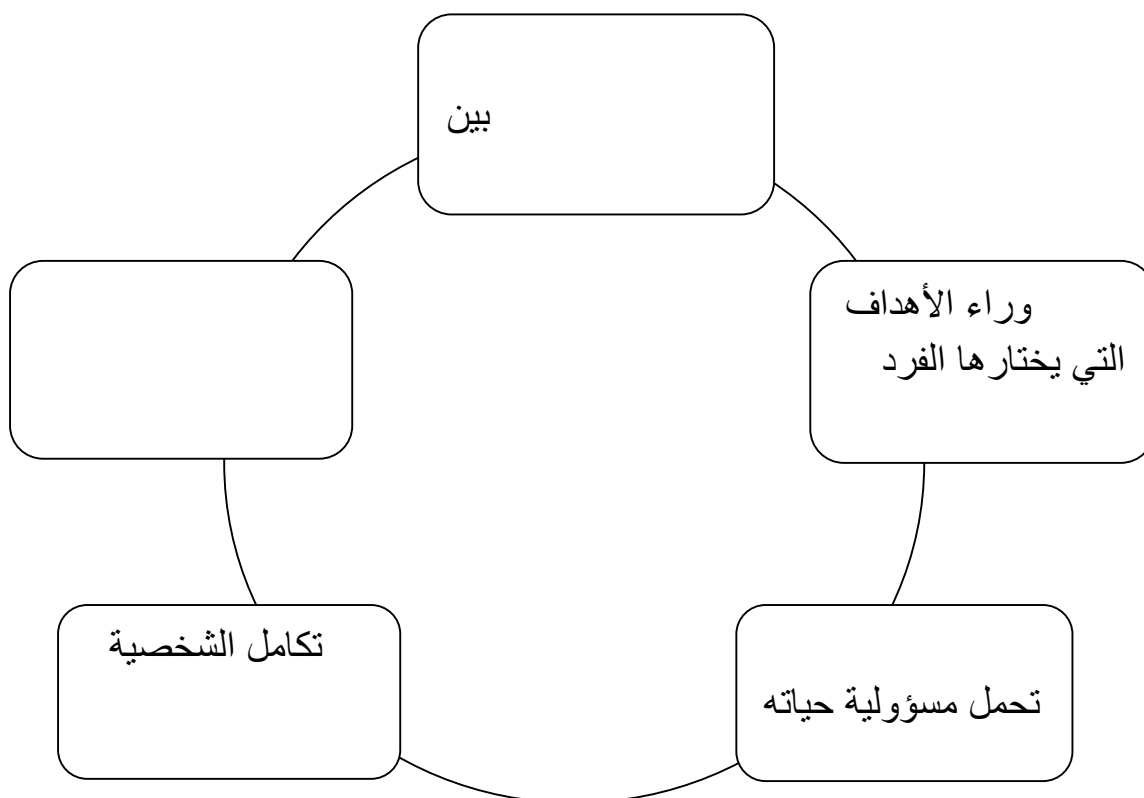 بين
وراء الأهداف
التي يختارها الفرد
تحمل مسؤولية حياته
تكامل الشخصية